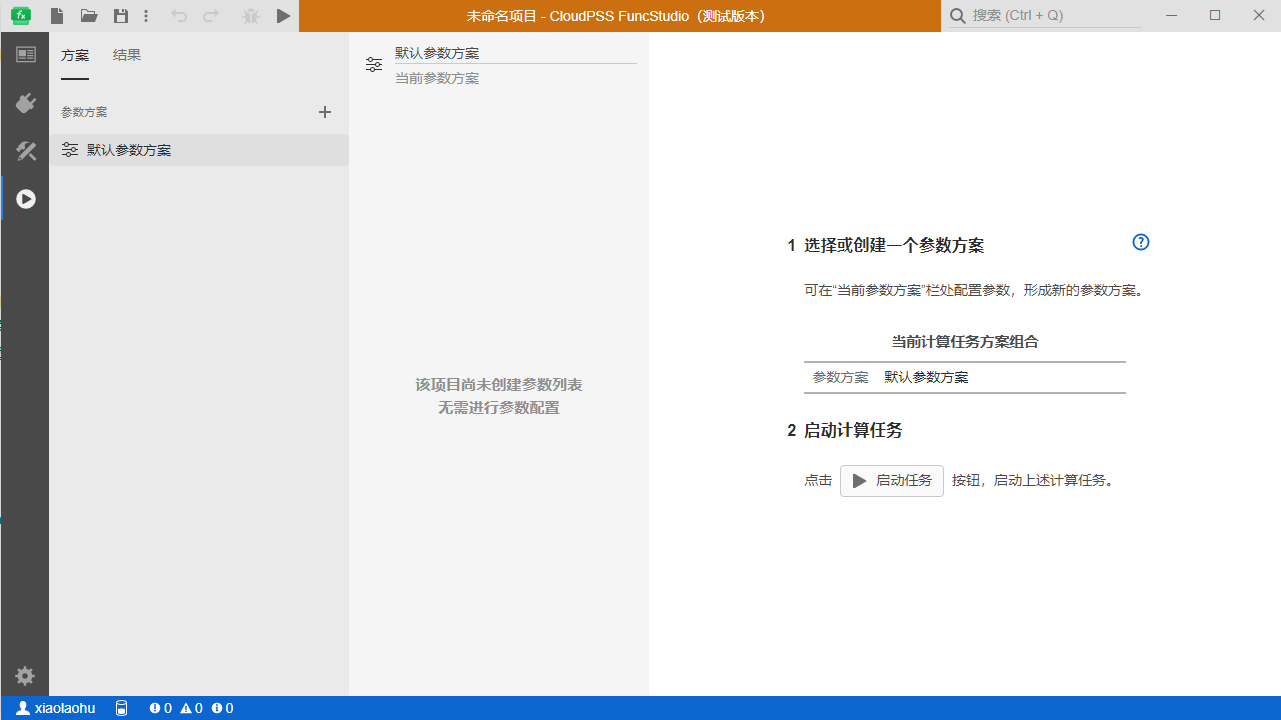 fx
未命名项目 - CloudPSS FuncStudio（测试版本）
搜索 (Ctrl + Q)
方案 结果
参数方案
默认参数方案
默认参数方案
当前参数方案
该项目尚未创建参数列表
无需进行参数配置
1 选择或创建一个参数方案
可在“当前参数方案”栏处配置参数，形成新的参数方案。
当前计算任务方案组合
参数方案 默认参数方案
2 启动计算任务
点击 启动任务 按钮，启动上述计算任务。
xiaolaohu 0 0 0